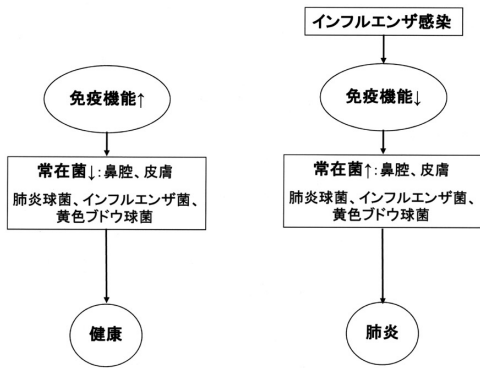 免疫機能↑
常在菌↓:鼻腔、皮膚
肺炎球菌、インフルエンザ菌、
黄色ブドウ球菌
健康
インフルエンザ感染
免疫機能↓
常在菌↑:鼻腔、皮膚
肺炎球菌、インフルエンザ菌、
黄色ブドウ球菌
肺炎